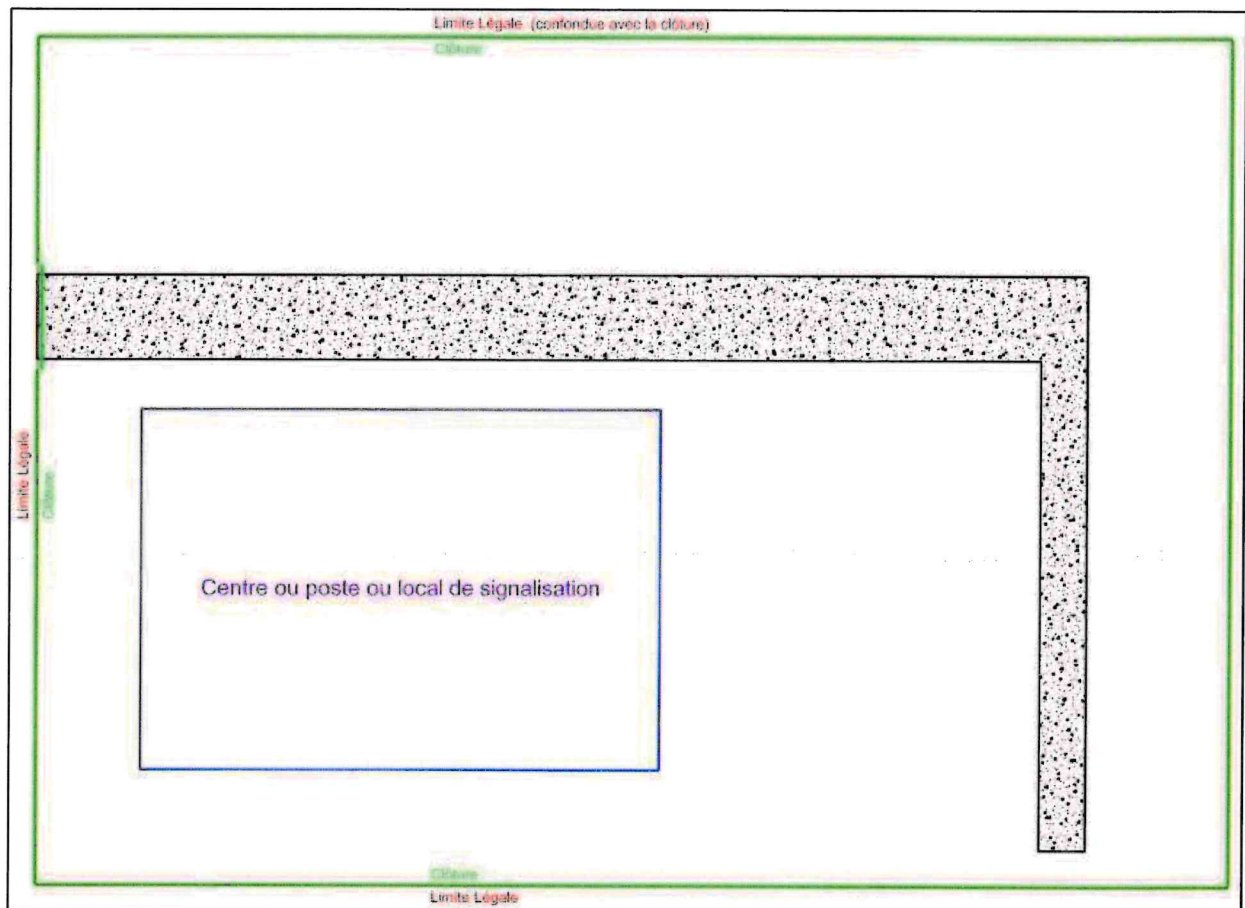 Limite Légale (confondue avec la clôture)
Clôture
Limite Légale
Clôture
Centre ou poste ou local de signalisation
Clôture
Limite Légale